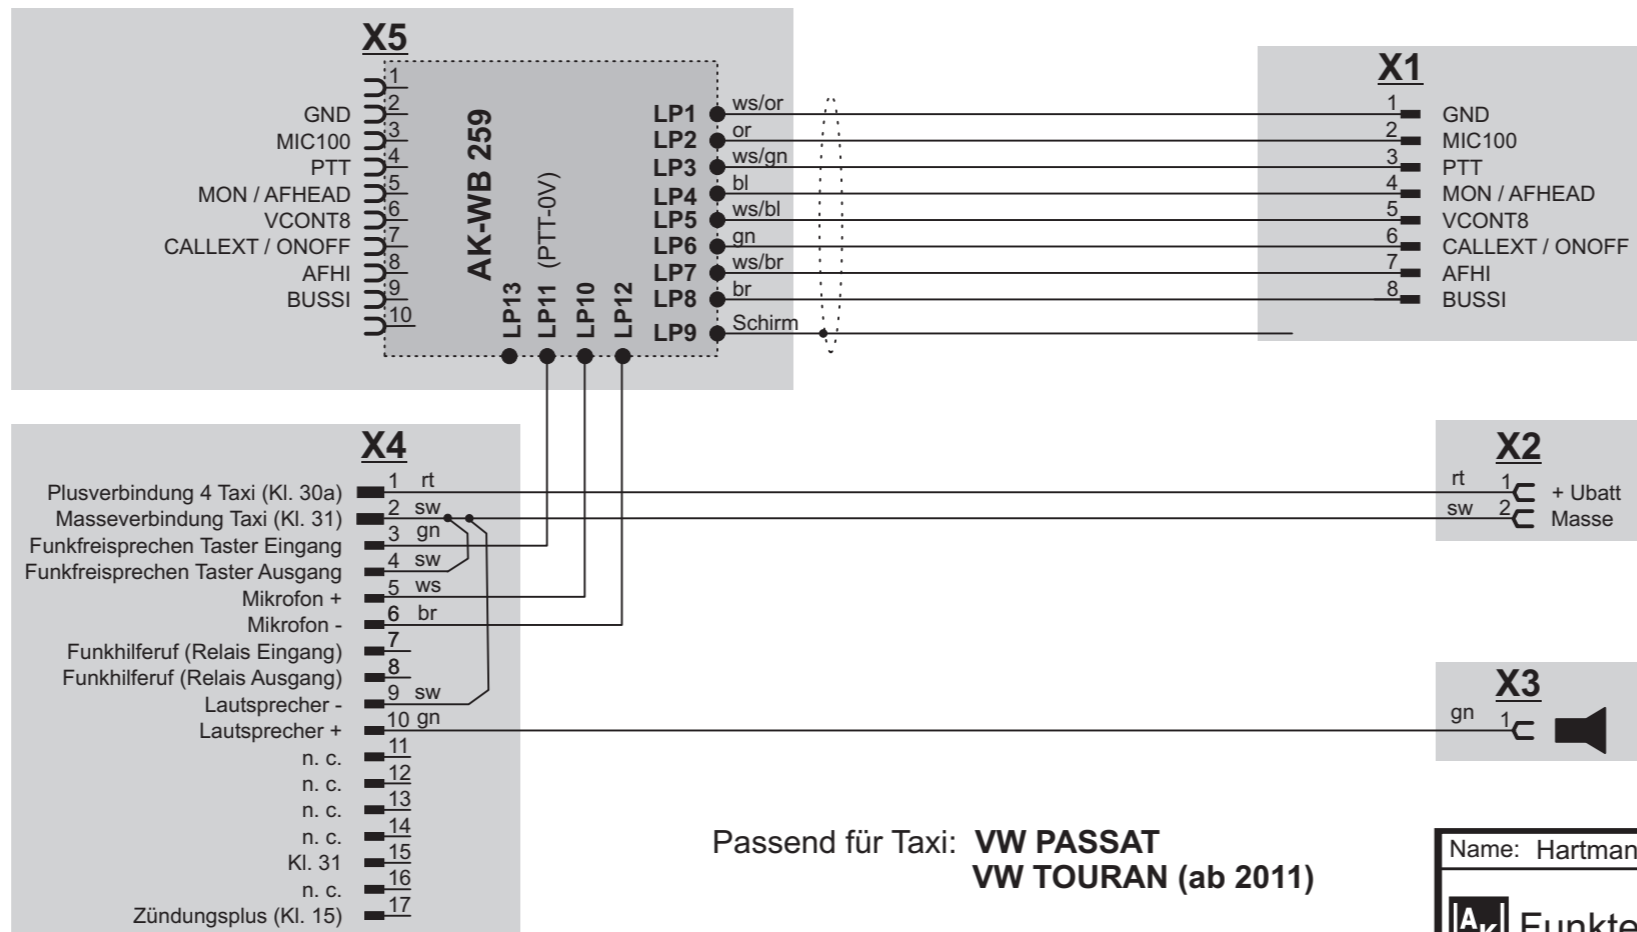 X5
1
GND 2
MIC100 3
PTT 4
MON / AFHEAD 5
VCONT8 6
CALLEXT / ONOFF 7
AFHI 8
BUSSI 9
10
AK-WB 259
(PTT-0V)
LP13
LP11
LP10
LP12
LP1 ws/or
LP2 or
LP3 ws/gn
LP4 bl
LP5 ws/bl
LP6 gn
LP7 ws/br
LP8 br
LP9 Schirm
X1
1 GND
2 MIC100
3 PTT
4 MON / AFHEAD
5 VCONT8
6 CALLEXT / ONOFF
7 AFHI
8 BUSSI
X4
Plusverbindung 4 Taxi (Kl. 30a) 1 rt
Masseverbindung Taxi (Kl. 31) 2 sw
Funkfreisprechen Taster Eingang 3 gn
Funkfreisprechen Taster Ausgang 4 sw
Mikrofon + 5 ws
Mikrofon - 6 br
Funkhilferuf (Relais Eingang) 7
Funkhilferuf (Relais Ausgang) 8
Lautsprecher - 9 sw
Lautsprecher + 10 gn
n. c. 11
n. c. 12
n. c. 13
n. c. 14
Kl. 31 15
n. c. 16
Zündungsplus (Kl. 15) 17
X2
rt 1 + Ubatt
sw 2 Masse
X3
gn 1
Passend für Taxi: VW PASSAT
VW TOURAN (ab 2011)
Name: Hartman
AK Funkte